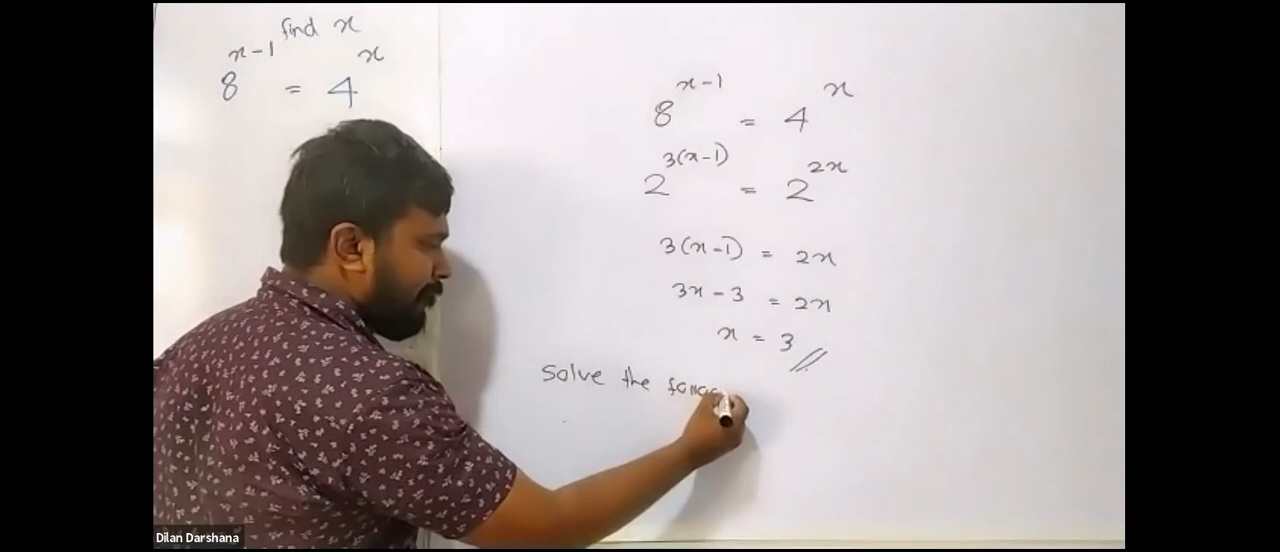 find x
8^{x-1} = 4^{x}
8^{x-1} = 4^{x}
2^{3(x-1)} = 2^{2x}
3(x-1) = 2x
3x - 3 = 2x
x = 3 //
Solve the
Dilan Darshana